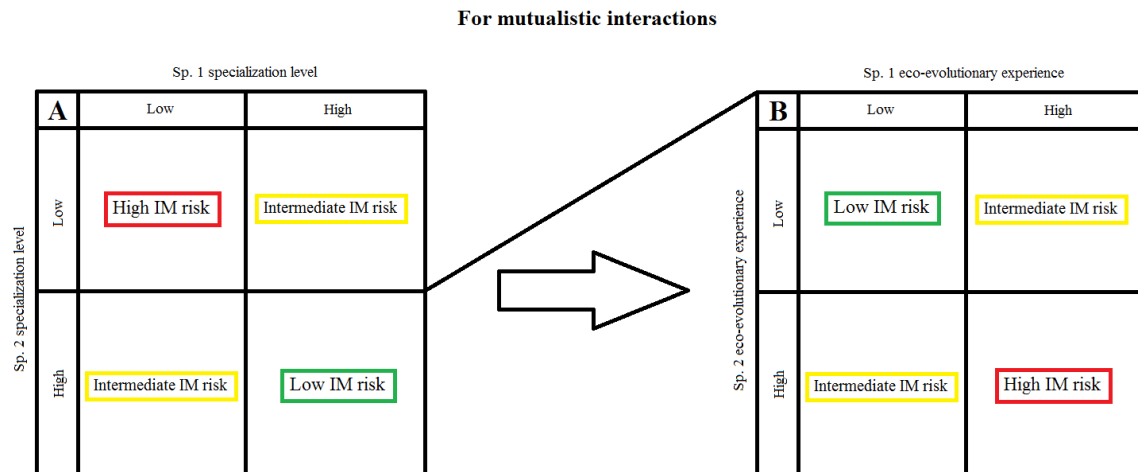 For mutualistic interactions
Sp. 1 specialization level
A
Low
High
Sp. 2 specialization level
Low
High IM risk
Intermediate IM risk
High
Intermediate IM risk
Low IM risk
Sp. 1 eco-evolutionary experience
B
Low
High
Sp. 2 eco-evolutionary experience
Low
Low IM risk
Intermediate IM risk
High
Intermediate IM risk
High IM risk